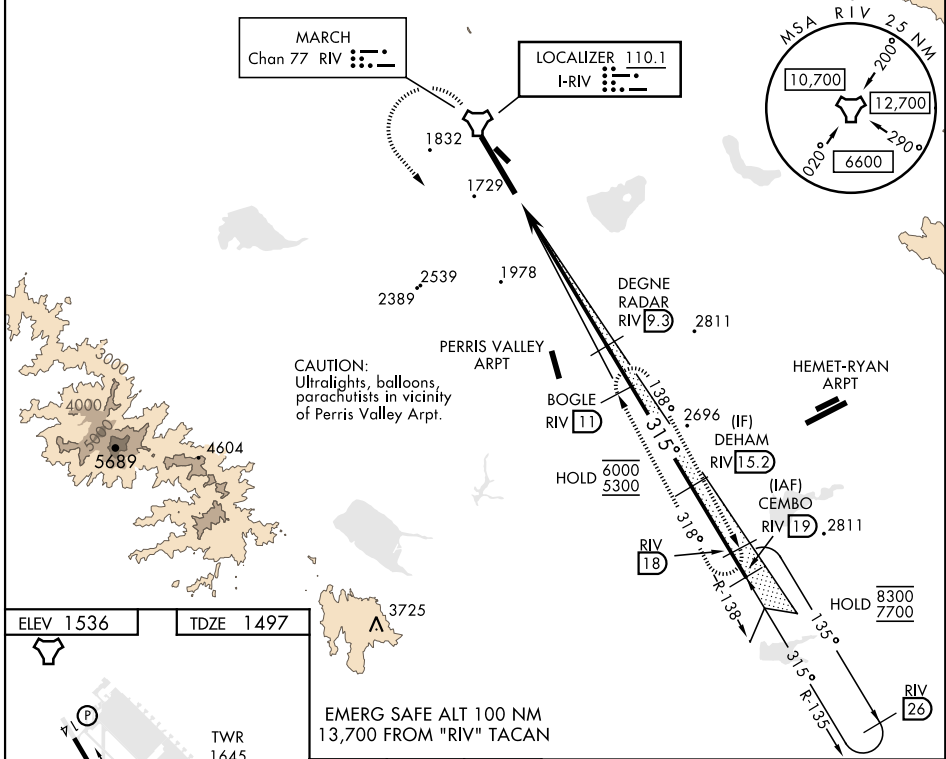 MARCH
Chan 77 RIV
LOCALIZER 110.1
I-RIV
MSA RIV 25 NM
200°
10,700
12,700
290°
020°
6600
1832
1729
2539
2389
1978
DEGNE
RADAR
RIV 9.3
2811
PERRIS VALLEY
ARPT
HEMET-RYAN
ARPT
CAUTION:
Ultralights, balloons,
parachutists in vicinity
of Perris Valley Arpt.
BOGLE
RIV 11
138°
315°
2696
(IF)
DEHAM
RIV 15.2
HOLD 6000
5300
(IAF)
CEMBO
RIV 19
2811
318°
RIV
18
R-138
HOLD 8300
7700
135°
315°
R-135
RIV
26
3000
4000
5000
5689
4604
3725
ELEV 1536
TDZE 1497
P
14
TWR
1645
EMERG SAFE ALT 100 NM
13,700 FROM "RIV" TACAN